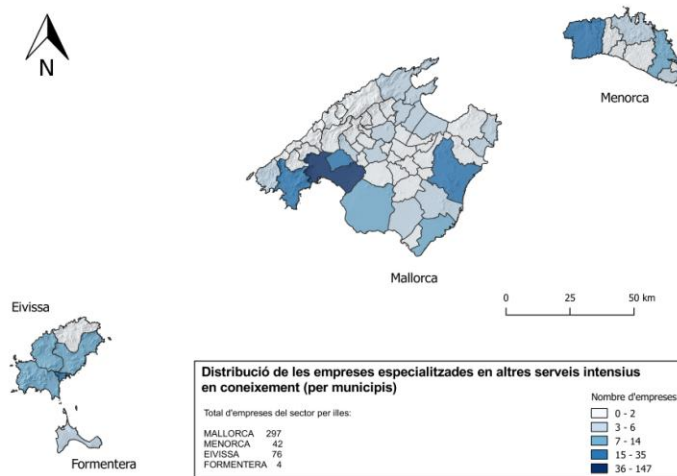 N
Menorca
Mallorca
0 25 50 km
Eivissa
Formentera
Distribució de les empreses especialitzades en altres serveis intensius
en coneixement (per municipis)
Total d'empreses del sector per illes:
MALLORCA 297
MENORCA 42
EIVISSA 76
FORMENTERA 4
Nombre d'empreses
0 - 2
3 - 6
7 - 14
15 - 35
36 - 147